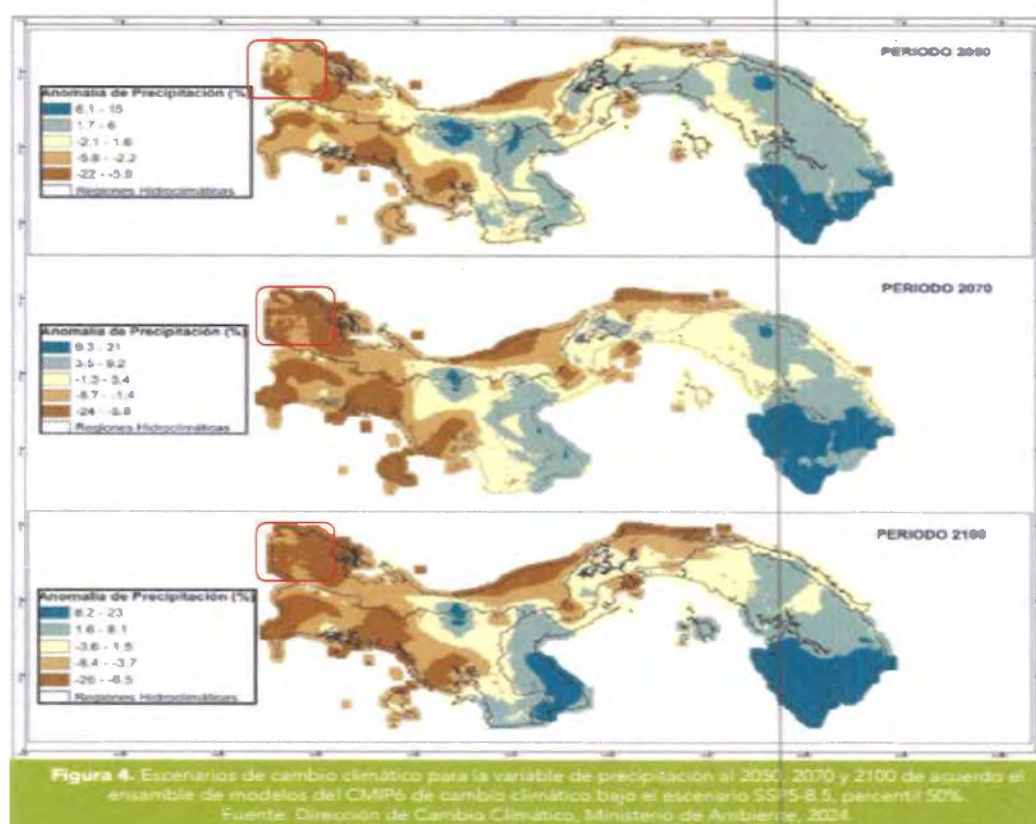 PERIODO 2050
Anomalía de Precipitación (%)
6.1 - 15
1.7 - 6
-2.1 - 1.6
-5.8 - -2.2
-22 - -5.9
Regiones Hidroclimáticas
PERIODO 2070
Anomalía de Precipitación (%)
9.3 - 21
3.5 - 9.2
-1.3 - 3.4
-5.7 - -1.4
-24 - -5.8
Regiones Hidroclimáticas
PERIODO 2100
Anomalía de Precipitación (%)
8.2 - 23
1.6 - 8.1
-3.6 - 1.5
-8.4 - -3.7
-26 - -8.5
Regiones Hidroclimáticas
Figura 4. Escenarios de cambio climático para la variable de precipitación al 2050, 2070 y 2100 de acuerdo el
ensamble de modelos del CMIP6 de cambio climático bajo el escenario SSP5-8.5, percentil 50%.
Fuente: Dirección de Cambio Climático, Ministerio de Ambiente, 2024.